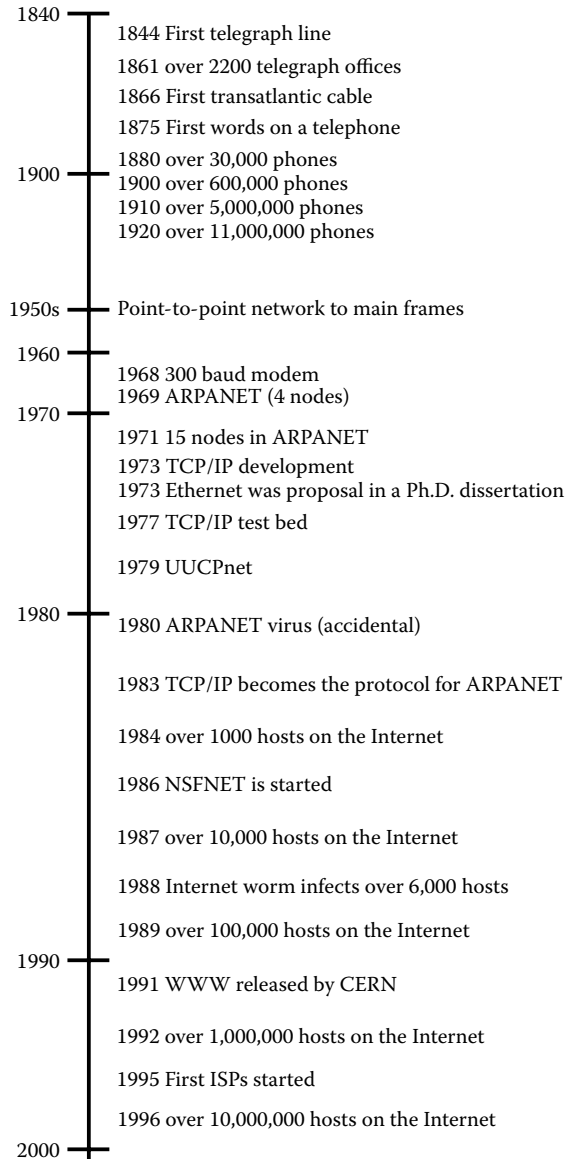 1840
1844 First telegraph line
1861 over 2200 telegraph offices
1866 First transatlantic cable
1875 First words on a telephone
1880 over 30,000 phones
1900
1900 over 600,000 phones
1910 over 5,000,000 phones
1920 over 11,000,000 phones
1950s
Point-to-point network to main frames
1960
1968 300 baud modem
1969 ARPANET (4 nodes)
1970
1971 15 nodes in ARPANET
1973 TCP/IP development
1973 Ethernet was proposal in a Ph.D. dissertation
1977 TCP/IP test bed
1979 UUCPnet
1980
1980 ARPANET virus (accidental)
1983 TCP/IP becomes the protocol for ARPANET
1984 over 1000 hosts on the Internet
1986 NSFNET is started
1987 over 10,000 hosts on the Internet
1988 Internet worm infects over 6,000 hosts
1989 over 100,000 hosts on the Internet
1990
1991 WWW released by CERN
1992 over 1,000,000 hosts on the Internet
1995 First ISPs started
1996 over 10,000,000 hosts on the Internet
2000